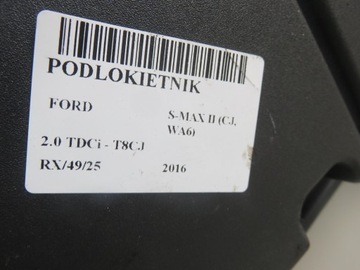 PODLOKIETNIK
FORD
S-MAX II (CJ,
WA6)
2.0 TDCi - T8CJ
RX/49/25
2016